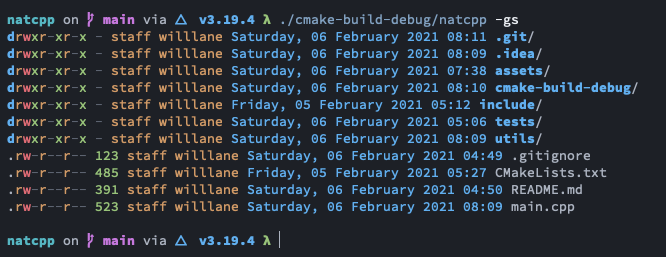 natcpp on ᚶ main via △ v3.19.4 λ ./cmake-build-debug/natcpp -gs
drwxr-xr-x - staff willlane Saturday, 06 February 2021 08:11 .git/
drwxr-xr-x - staff willlane Saturday, 06 February 2021 08:09 .idea/
drwxr-xr-x - staff willlane Saturday, 06 February 2021 07:38 assets/
drwxr-xr-x - staff willlane Saturday, 06 February 2021 08:10 cmake-build-debug/
drwxr-xr-x - staff willlane Friday, 05 February 2021 05:12 include/
drwxr-xr-x - staff willlane Saturday, 06 February 2021 05:06 tests/
drwxr-xr-x - staff willlane Saturday, 06 February 2021 08:09 utils/
.rw-r--r-- 123 staff willlane Saturday, 06 February 2021 04:49 .gitignore
.rw-r--r-- 485 staff willlane Friday, 05 February 2021 05:27 CMakeLists.txt
.rw-r--r-- 391 staff willlane Saturday, 06 February 2021 04:50 README.md
.rw-r--r-- 523 staff willlane Saturday, 06 February 2021 08:09 main.cpp
natcpp on ᚶ main via △ v3.19.4 λ